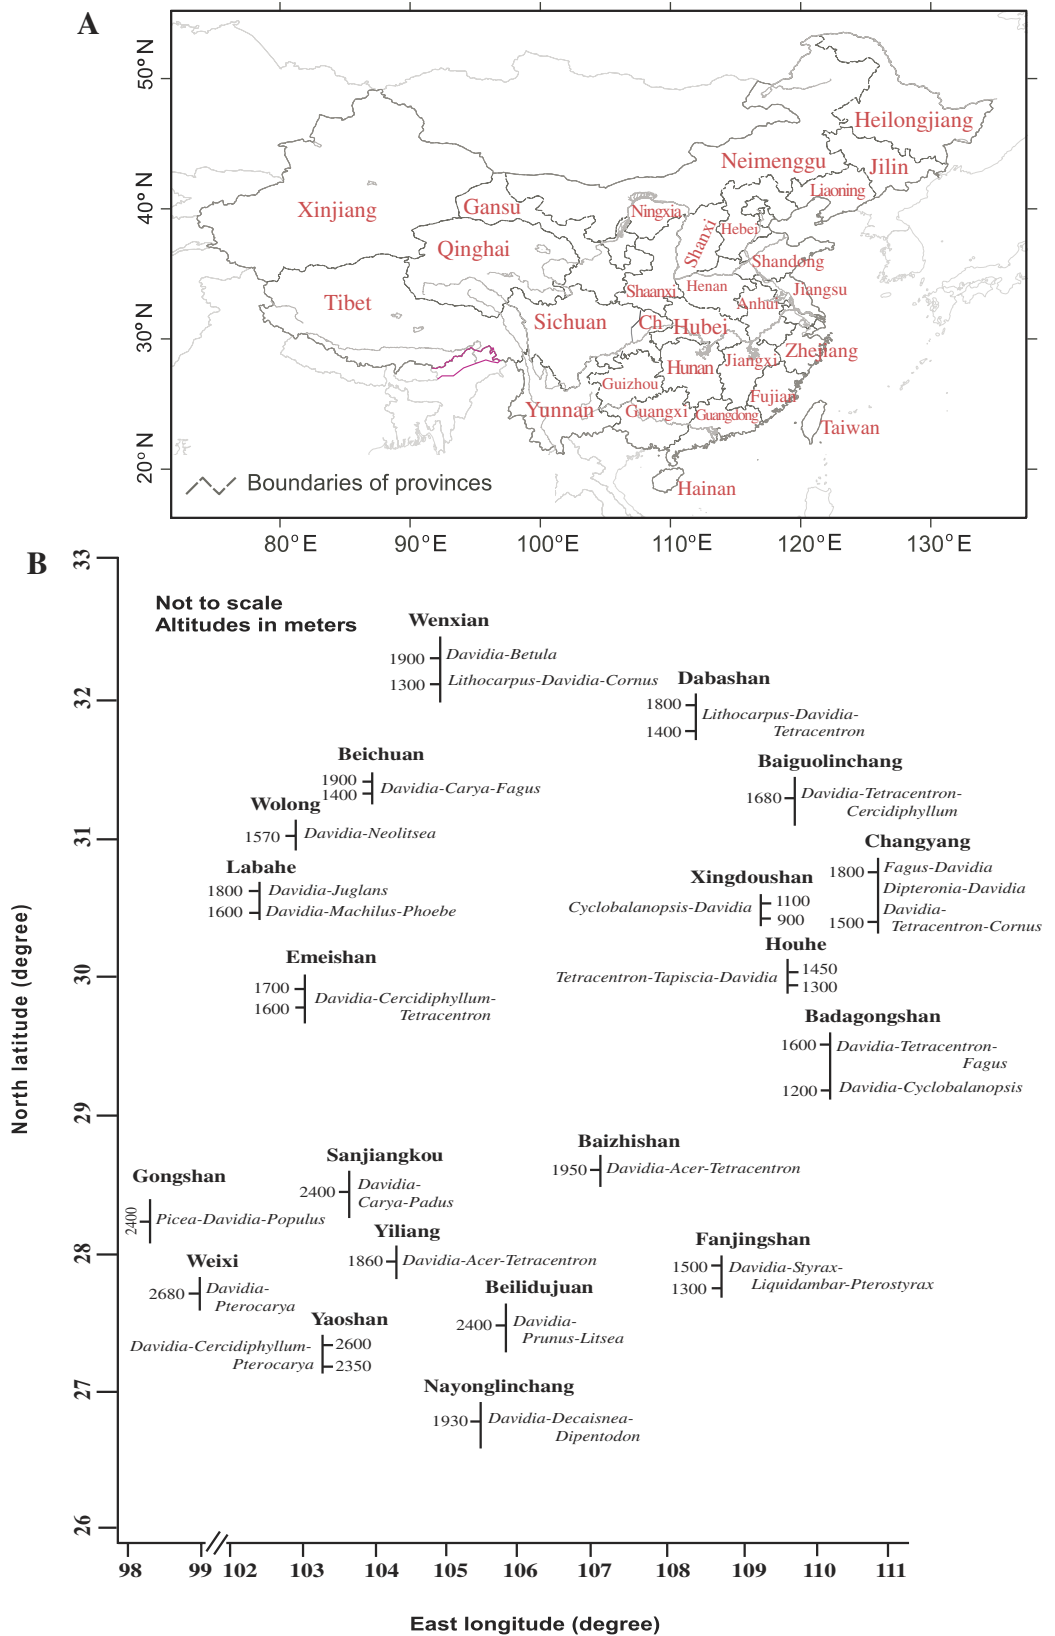 A
50° N
40° N
30° N
20° N
Heilongjiang
Neimenggu
Jilin
Liaoning
Xinjiang
Gansu
Ningxia
Shanxi
Hebei
Qinghai
Shandong
Tibet
Shaanxi
Henan
Jiangsu
Anhui
Sichuan
Ch
Hubei
Zhejiang
Hunan
Jiangxi
Guizhou
Fujian
Yunnan
Guangxi
Guangdong
Taiwan
Boundaries of provinces
Hainan
80° E
90° E
100° E
110° E
120° E
130° E
B
33
32
31
30
29
28
27
26
North latitude (degree)
Not to scale
Altitudes in meters
Wenxian
1900
Davidia-Betula
1300
Lithocarpus-Davidia-Cornus
Dabashan
1800
1400
Lithocarpus-Davidia-
Tetracentron
Beichuan
1900
1400
Davidia-Carya-Fagus
Baiguolinchang
1680
Davidia-Tetracentron-
Cercidiphyllum
Wolong
1570
Davidia-Neolitsea
Changyang
1800
Fagus-Davidia
Dipteronia-Davidia
1500
Davidia-
Tetracentron-Cornus
Labahe
1800
Davidia-Juglans
1600
Davidia-Machilus-Phoebe
Xingdoushan
Cyclobalanopsis-Davidia
1100
900
Houhe
Tetracentron-Tapiscia-Davidia
1450
1300
Emeishan
1700
1600
Davidia-Cercidiphyllum-
Tetracentron
Badagongshan
1600
Davidia-Tetracentron-
Fagus
1200
Davidia-Cyclobalanopsis
Baizhishan
1950
Davidia-Acer-Tetracentron
Sanjiangkou
2400
Davidia-
Carya-Padus
Gongshan
2400
Picea-Davidia-Populus
Yiliang
1860
Davidia-Acer-Tetracentron
Fanjingshan
1500
1300
Davidia-Styrax-
Liquidambar-Pterostyrax
Weixi
2680
Davidia-
Pterocarya
Beilidujuan
2400
Davidia-
Prunus-Litsea
Yaoshan
Davidia-Cercidiphyllum-
Pterocarya
2600
2350
Nayonglinchang
1930
Davidia-Decaisnea-
Dipentodon
98
99
102
103
104
105
106
107
108
109
110
111
East longitude (degree)